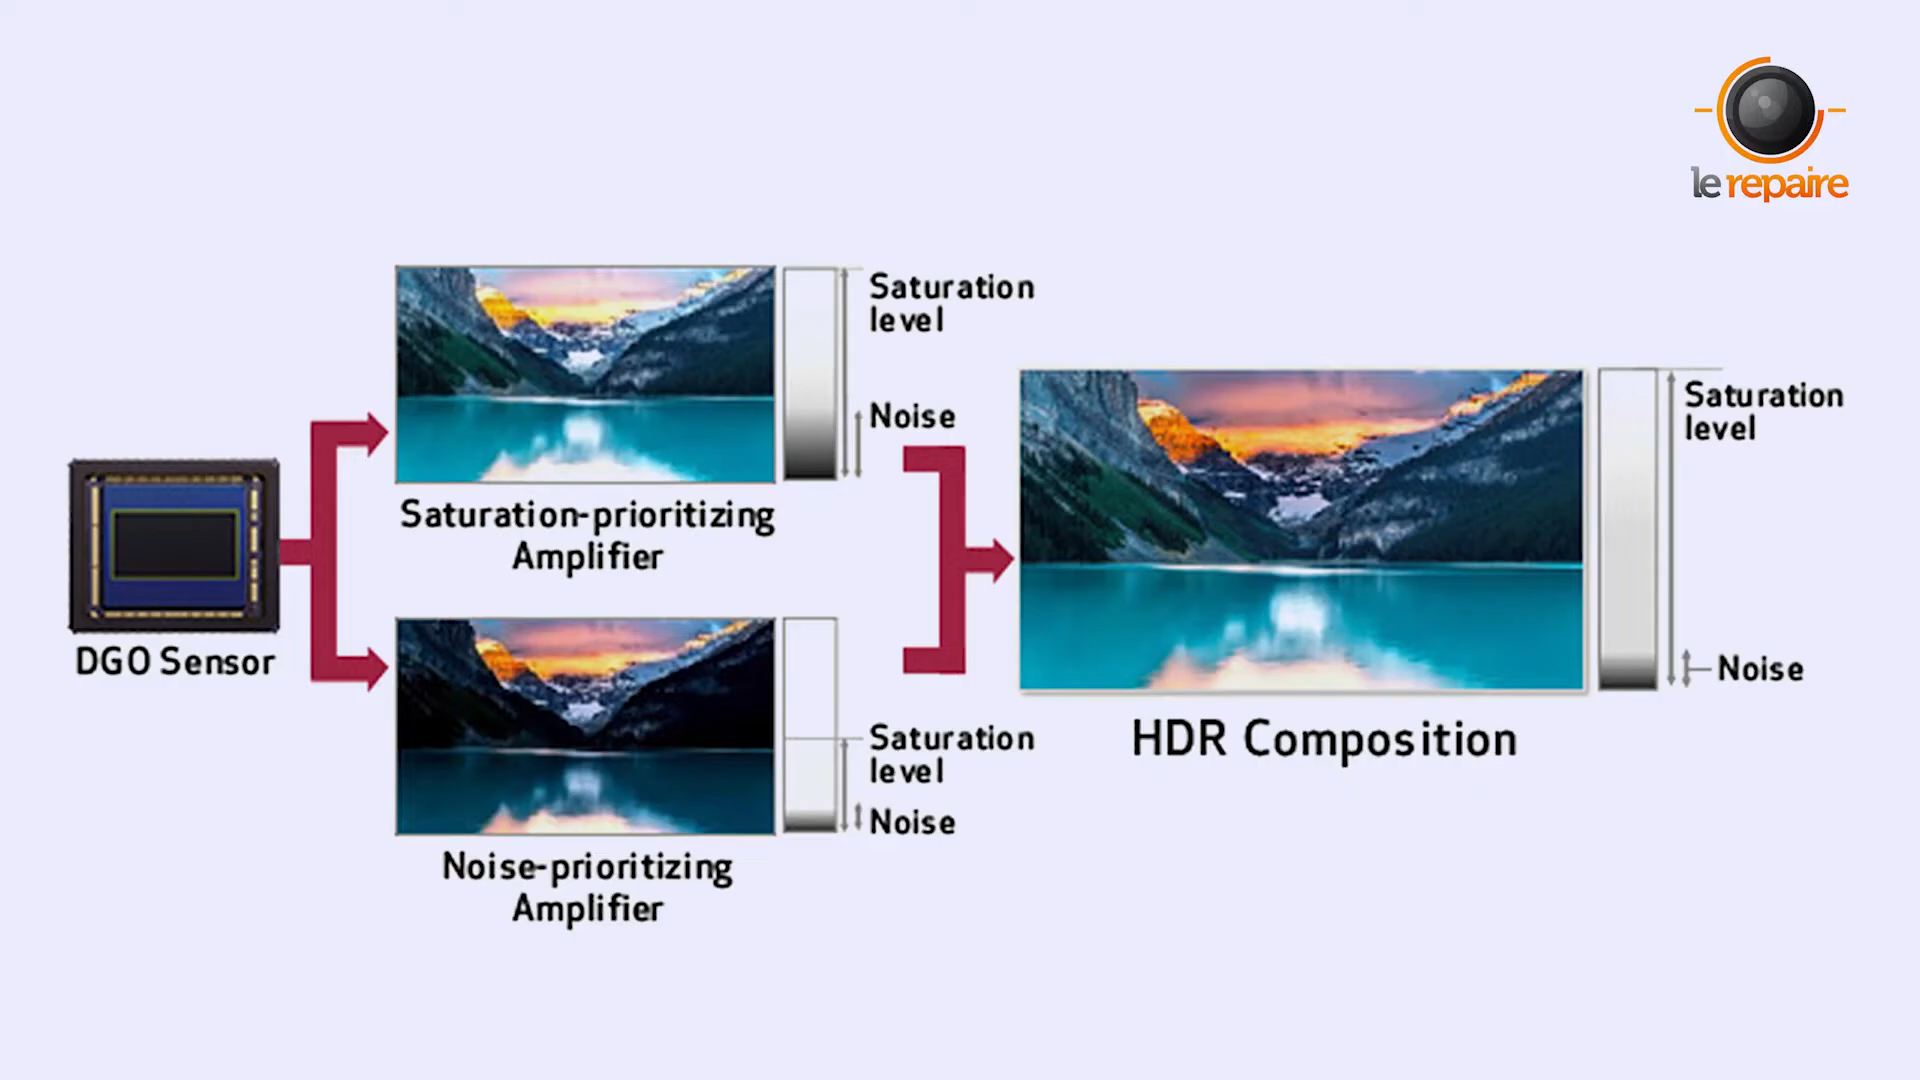 le repaire
Saturation
level
Noise
Saturation-prioritizing
Amplifier
DGO Sensor
Saturation
level
Noise
Noise-prioritizing
Amplifier
Saturation
level
Noise
HDR Composition